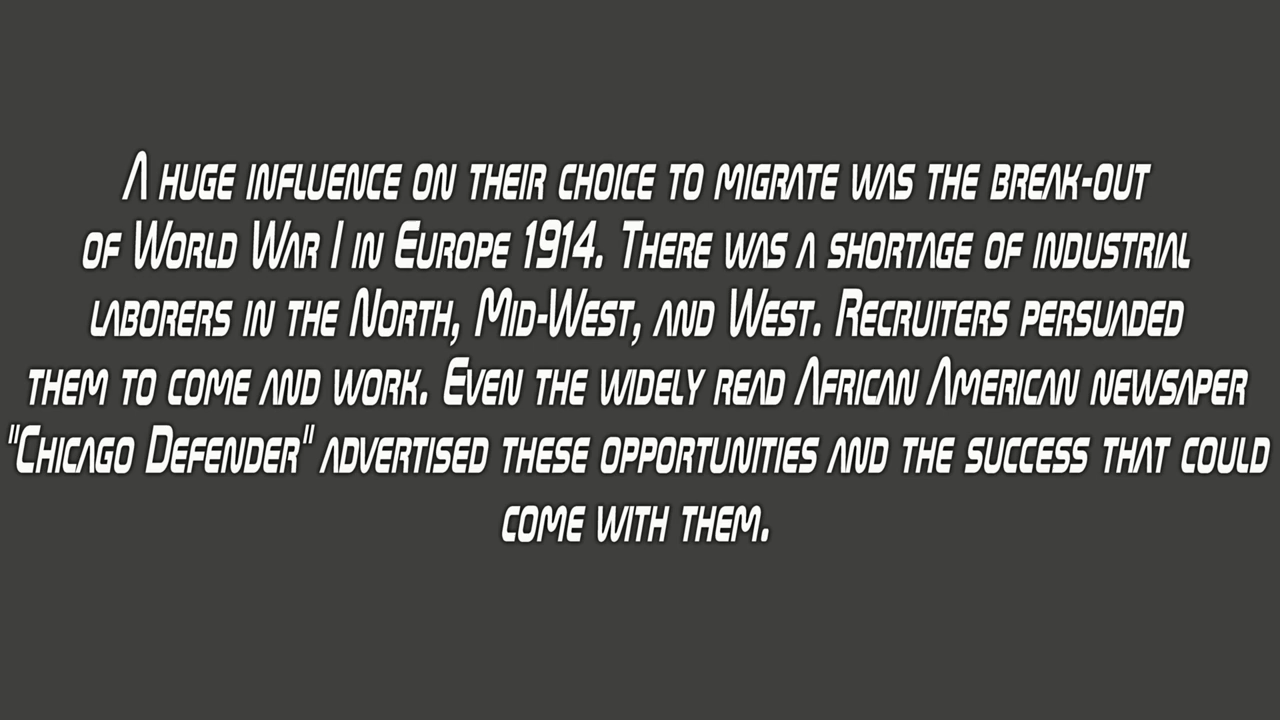 A huge influence on their choice to migrate was the break-out
of World War I in Europe 1914. There was a shortage of industrial
laborers in the North, Mid-West, and West. Recruiters persuaded
them to come and work. Even the widely read African American newsaper
"Chicago Defender" advertised these opportunities and the success that could
come with them.